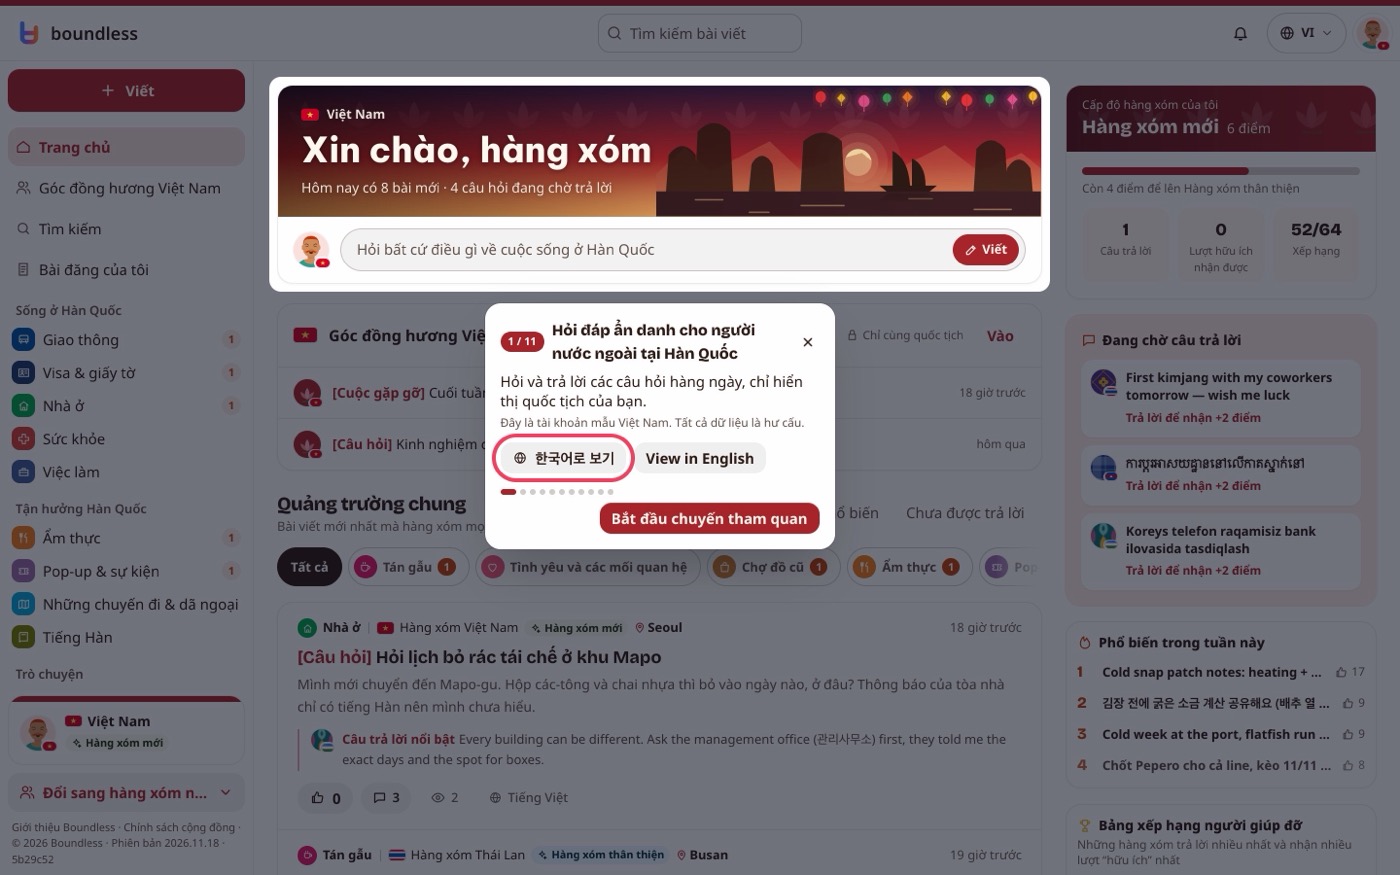 boundless
Tìm kiếm bài viết
VI
Viết
Trang chủ
Góc đồng hương Việt Nam
Tìm kiếm
Bài đăng của tôi
Sống ở Hàn Quốc
Giao thông 1
Visa & giấy tờ 1
Nhà ở 1
Sức khỏe
Việc làm
Tận hưởng Hàn Quốc
Ẩm thực 1
Pop-up & sự kiện 1
Những chuyến đi & dã ngoại
Tiếng Hàn
Trò chuyện
Việt Nam
Hàng xóm mới
Đổi sang hàng xóm n...
Giới thiệu Boundless · Chính sách cộng đồng ·
© 2026 Boundless · Phiên bản 2026.11.18 ·
5b29c52
Việt Nam
Xin chào, hàng xóm
Hôm nay có 8 bài mới · 4 câu hỏi đang chờ trả lời
Hỏi bất cứ điều gì về cuộc sống ở Hàn Quốc
Viết
Góc đồng hương Việ
Chỉ cùng quốc tịch
Vào
[Cuộc gặp gỡ] Cuối tuần
18 giờ trước
[Câu hỏi] Kinh nghiệm
hôm qua
1 / 11
Hỏi đáp ẩn danh cho người
nước ngoài tại Hàn Quốc
Hỏi và trả lời các câu hỏi hàng ngày, chỉ hiển
thị quốc tịch của bạn.
Đây là tài khoản mẫu Việt Nam. Tất cả dữ liệu là hư cấu.
한국어로 보기
View in English
Bắt đầu chuyến tham quan
Quảng trường chung
Bài viết mới nhất mà hàng xóm mọ
ổ biến
Chưa được trả lời
Tất cả
Tán gẫu 1
Tình yêu và các mối quan hệ
Chợ đồ cũ 1
Ẩm thực 1
Pop
Nhà ở | Hàng xóm Việt Nam Hàng xóm mới Seoul
18 giờ trước
[Câu hỏi] Hỏi lịch bỏ rác tái chế ở khu Mapo
Mình mới chuyển đến Mapo-gu. Hộp các-tông và chai nhựa thì bỏ vào ngày nào, ở đâu? Thông báo của tòa nhà
chỉ có tiếng Hàn nên mình chưa hiểu.
Câu trả lời nổi bật Every building can be different. Ask the management office (관리사무소) first, they told me the
exact days and the spot for boxes.
0
3
2
Tiếng Việt
Tán gẫu | Hàng xóm Thái Lan Hàng xóm thân thiện Busan
19 giờ trước
Cấp độ hàng xóm của tôi
Hàng xóm mới 6 điểm
Còn 4 điểm để lên Hàng xóm thân thiện
1
Câu trả lời
0
Lượt hữu ích
nhận được
52/64
Xếp hạng
Đang chờ câu trả lời
First kimjang with my coworkers
tomorrow — wish me luck
Trả lời để nhận +2 điểm
Trả lời để nhận +2 điểm
Koreys telefon raqamisiz bank
ilovasida tasdiqlash
Trả lời để nhận +2 điểm
Phổ biến trong tuần này
1 Cold snap patch notes: heating + ... 17
2 김장 전에 굵은 소금 계산 공유해요 (배추 열 ... 9
3 Cold week at the port, flatfish run ... 9
4 Chốt Pepero cho cả line, kèo 11/11 ... 8
Bảng xếp hạng người giúp đỡ
Những hàng xóm trả lời nhiều nhất và nhận nhiều
lượt "hữu ích" nhất